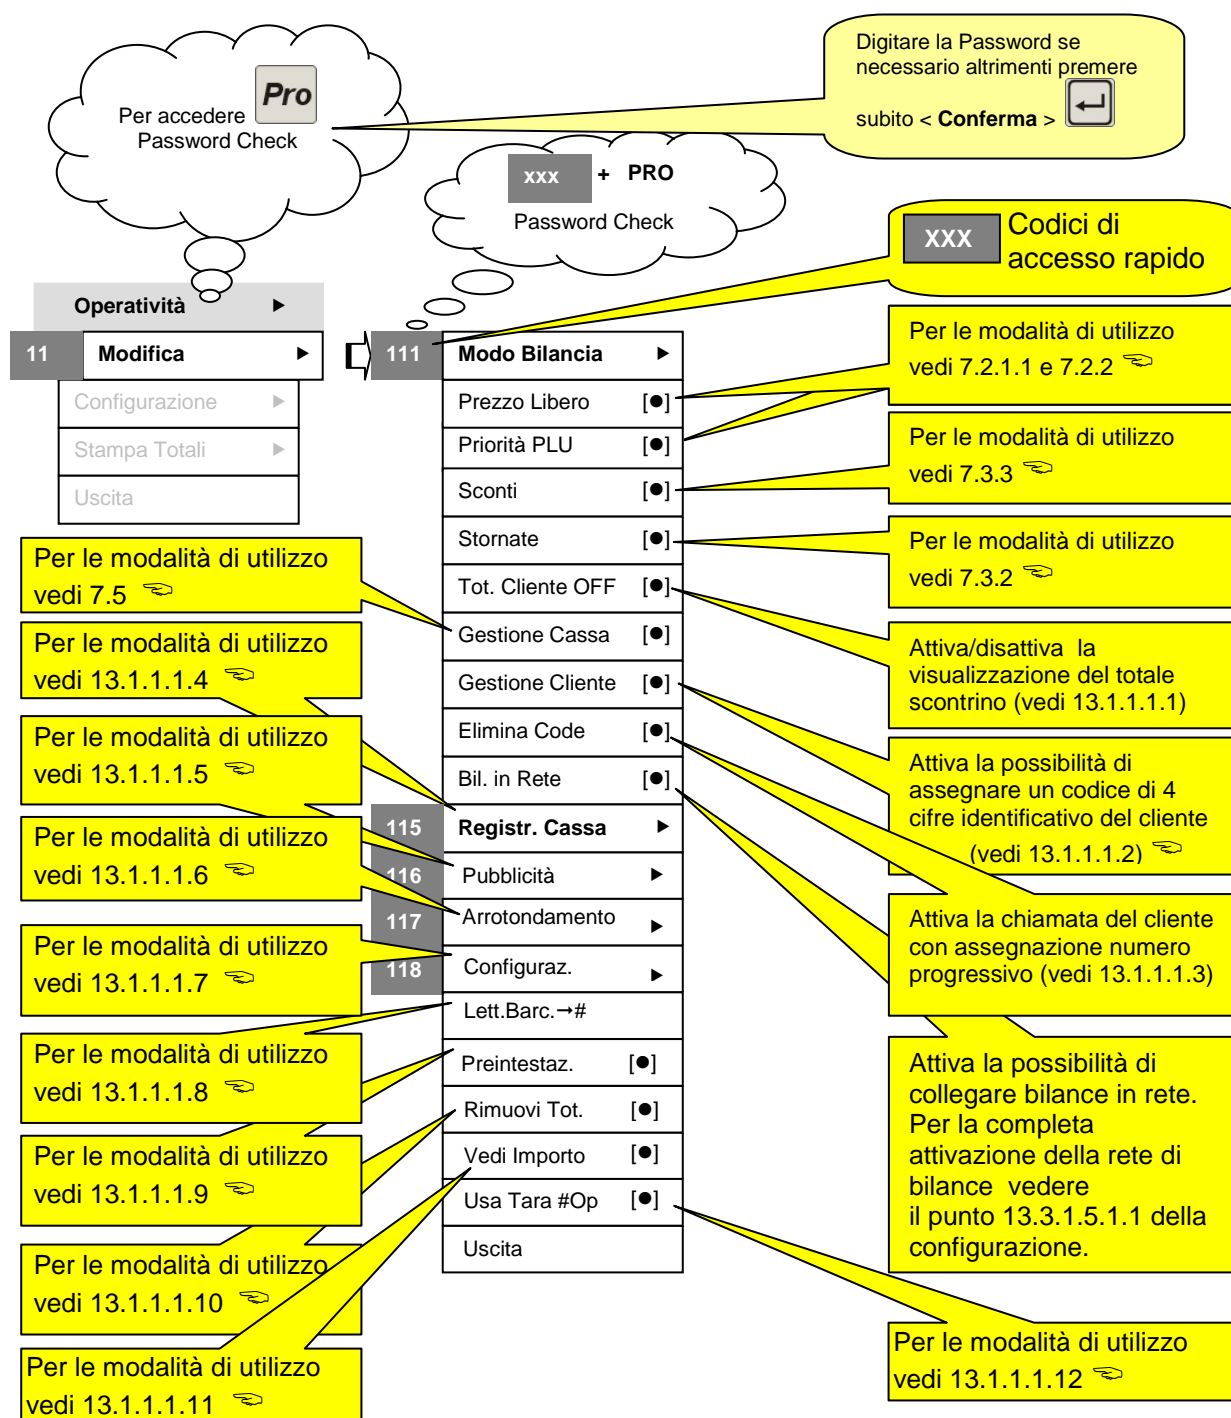 Per accedere
Pro
Password Check
Digitare la Password se
necessario altrimenti premere
subito < Conferma >
xxx + PRO
Password Check
XXX Codici di
accesso rapido
Operatività
11 Modifica
Configurazione
Stampa Totali
Uscita
111 Modo Bilancia
Prezzo Libero [●]
Priorità PLU [●]
Sconti [●]
Stornate [●]
Tot. Cliente OFF [●]
Gestione Cassa [●]
Gestione Cliente [●]
Elimina Code [●]
Bil. in Rete [●]
115 Registr. Cassa
116 Pubblicità
117 Arrotondamento
118 Configuraz.
Lett.Barc.→#
Preintestaz. [●]
Rimuovi Tot. [●]
Vedi Importo [●]
Usa Tara #Op [●]
Uscita
Per le modalità di utilizzo
vedi 7.5
Per le modalità di utilizzo
vedi 13.1.1.1.4
Per le modalità di utilizzo
vedi 13.1.1.1.5
Per le modalità di utilizzo
vedi 13.1.1.1.6
Per le modalità di utilizzo
vedi 13.1.1.1.7
Per le modalità di utilizzo
vedi 13.1.1.1.8
Per le modalità di utilizzo
vedi 13.1.1.1.9
Per le modalità di utilizzo
vedi 13.1.1.1.10
Per le modalità di utilizzo
vedi 13.1.1.1.11
Per le modalità di utilizzo
vedi 7.2.1.1 e 7.2.2
Per le modalità di utilizzo
vedi 7.3.3
Per le modalità di utilizzo
vedi 7.3.2
Attiva/disattiva la
visualizzazione del totale
scontrino (vedi 13.1.1.1.1)
Attiva la possibilità di
assegnare un codice di 4
cifre identificativo del cliente
(vedi 13.1.1.1.2)
Attiva la chiamata del cliente
con assegnazione numero
progressivo (vedi 13.1.1.1.3)
Attiva la possibilità di
collegare bilance in rete.
Per la completa
attivazione della rete di
bilance vedere
il punto 13.3.1.5.1.1 della
configurazione.
Per le modalità di utilizzo
vedi 13.1.1.1.12